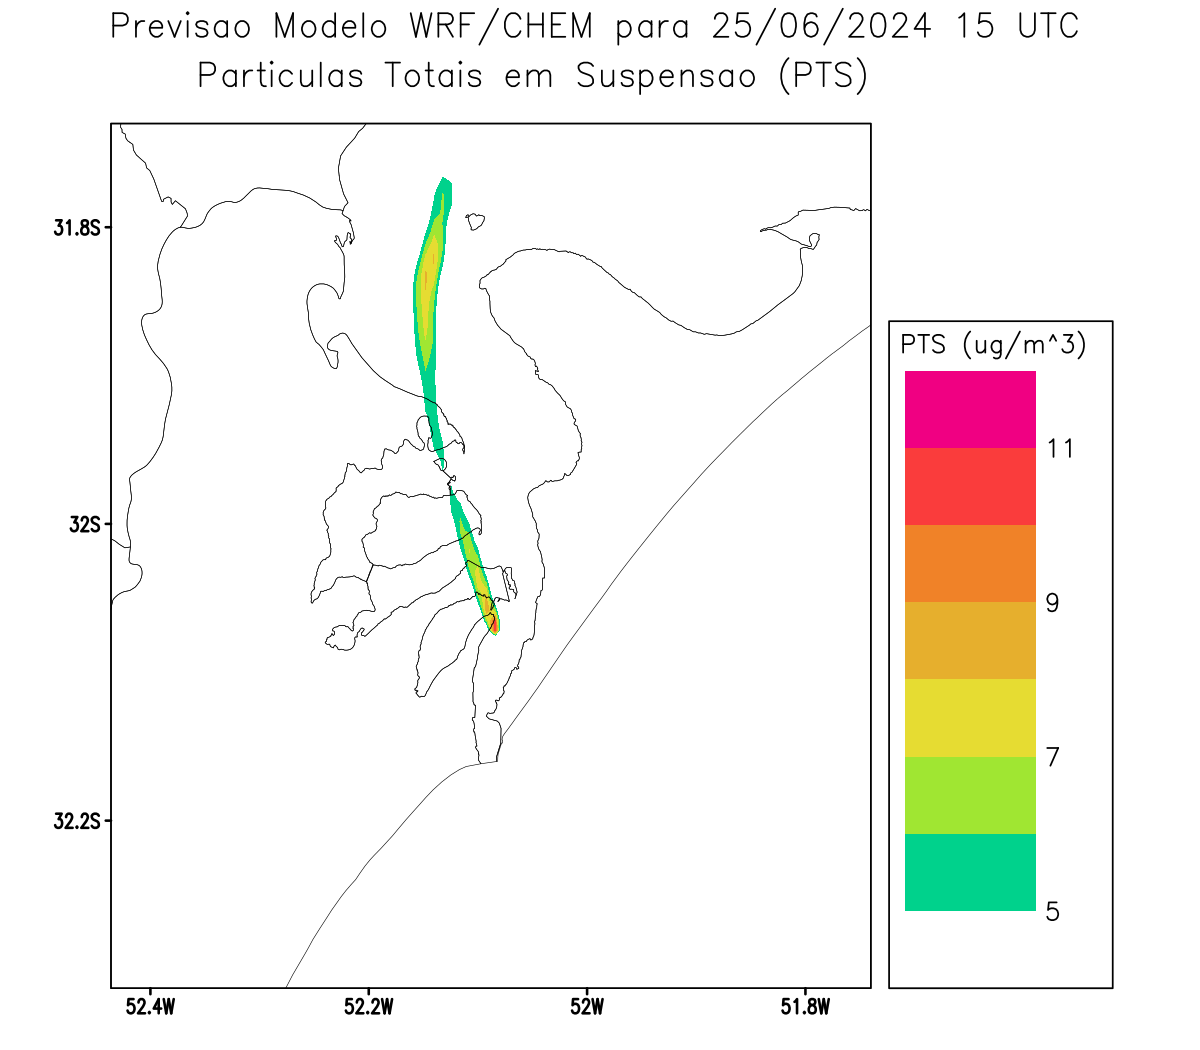 Previsao Modelo WRF/CHEM para 25/06/2024 15 UTC
Particulas Totais em Suspensao (PTS)
31.8S
32S
32.2S
52.4W
52.2W
52W
51.8W
PTS (ug/m^3)
11
9
7
5